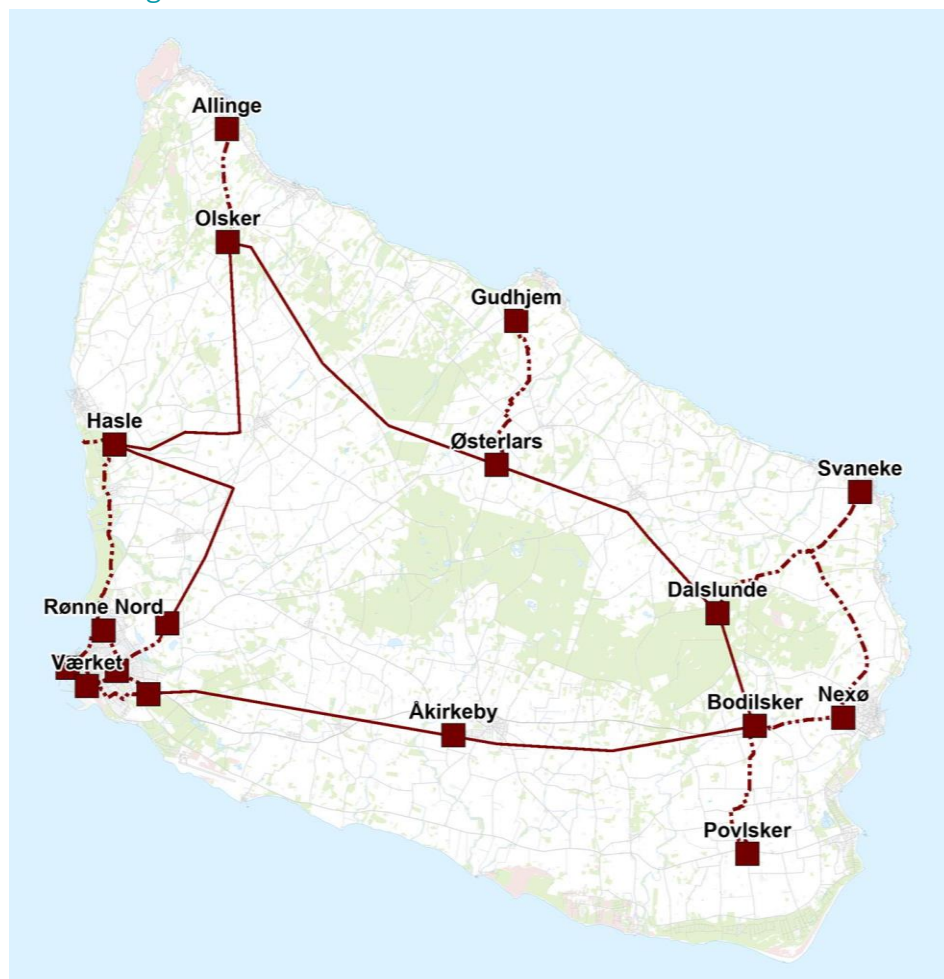 Allinge
Olsker
Gudhjem
Hasle
Østerlars
Svaneke
Dalslunde
Rønne Nord
Værket
Bodilsker
Nexø
Åkirkeby
Povlsker